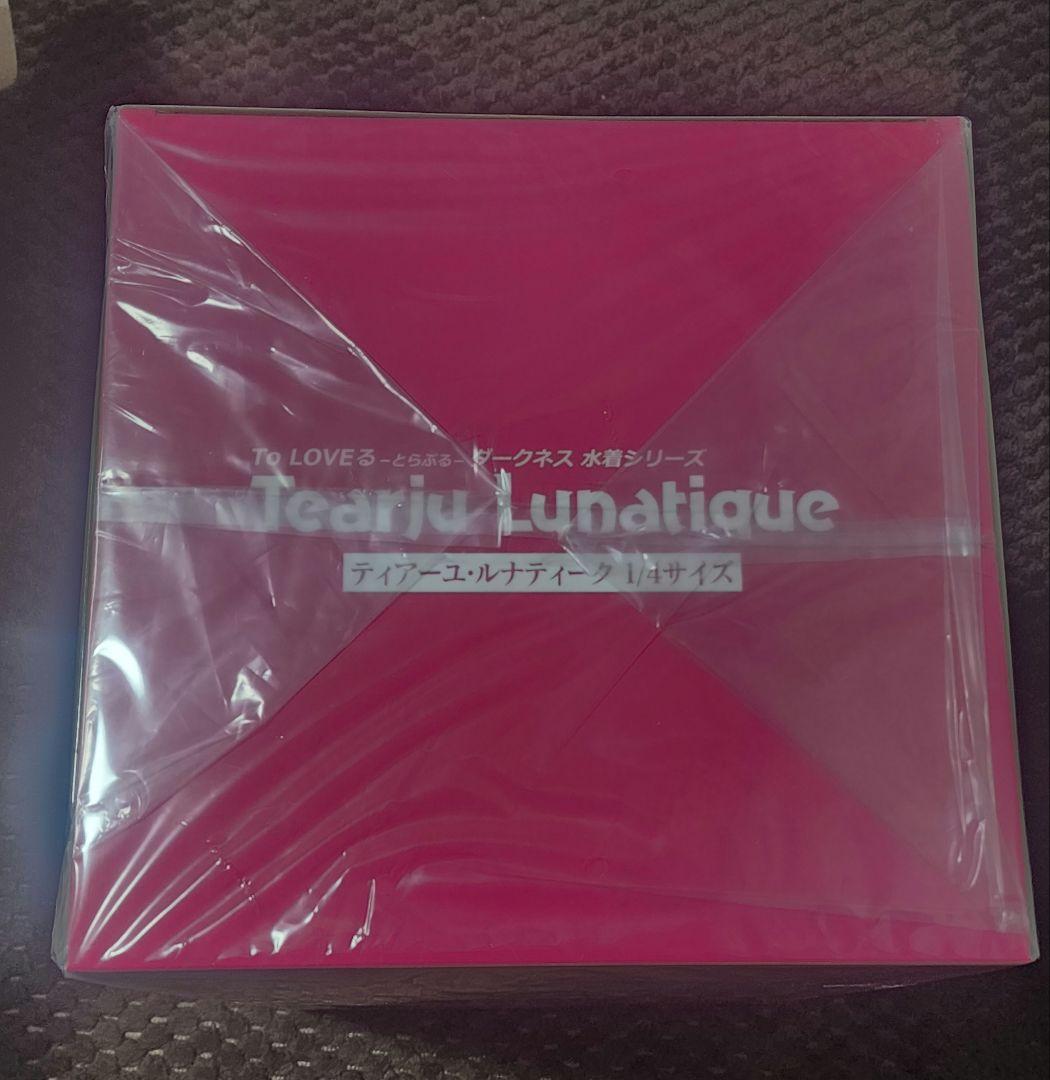 To LOVEる -とらぶる- ダークネス 水着シリーズ
Tearju Lunatique
ティアーユ・ルナティーク 1/4サイズ